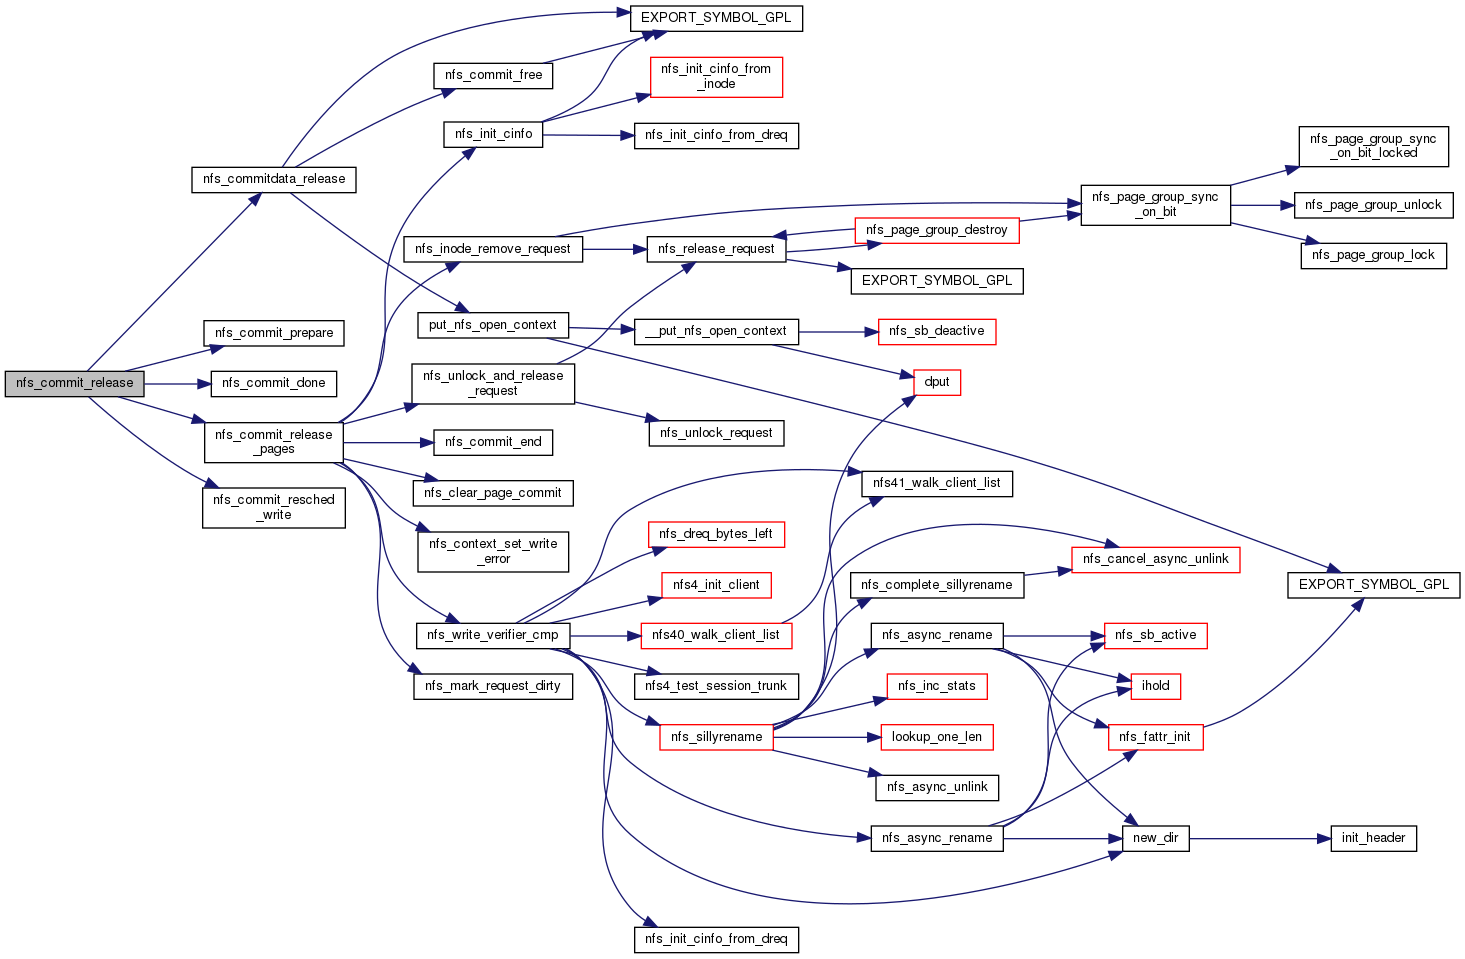 EXPORT_SYMBOL_GPL
nfs_commit_free
nfs_init_cinfo_from
_inode
nfs_init_cinfo
nfs_init_cinfo_from_dreq
nfs_page_group_sync
_on_bit_locked
nfs_commitdata_release
nfs_page_group_sync
_on_bit
nfs_page_group_unlock
nfs_page_group_destroy
nfs_inode_remove_request
nfs_release_request
nfs_page_group_lock
EXPORT_SYMBOL_GPL
put_nfs_open_context
__put_nfs_open_context
nfs_sb_deactive
nfs_commit_prepare
nfs_commit_release
nfs_commit_done
nfs_unlock_and_release
_request
dput
nfs_commit_release
_pages
nfs_commit_end
nfs_unlock_request
nfs_clear_page_commit
nfs41_walk_client_list
nfs_commit_resched
_write
nfs_context_set_write
_error
nfs_dreq_bytes_left
nfs_cancel_async_unlink
nfs4_init_client
nfs_complete_sillyrename
EXPORT_SYMBOL_GPL
nfs_write_verifier_cmp
nfs40_walk_client_list
nfs_async_rename
nfs_sb_active
nfs_mark_request_dirty
nfs4_test_session_trunk
nfs_inc_stats
ihold
nfs_sillyrename
lookup_one_len
nfs_fattr_init
nfs_async_unlink
nfs_async_rename
new_dir
init_header
nfs_init_cinfo_from_dreq